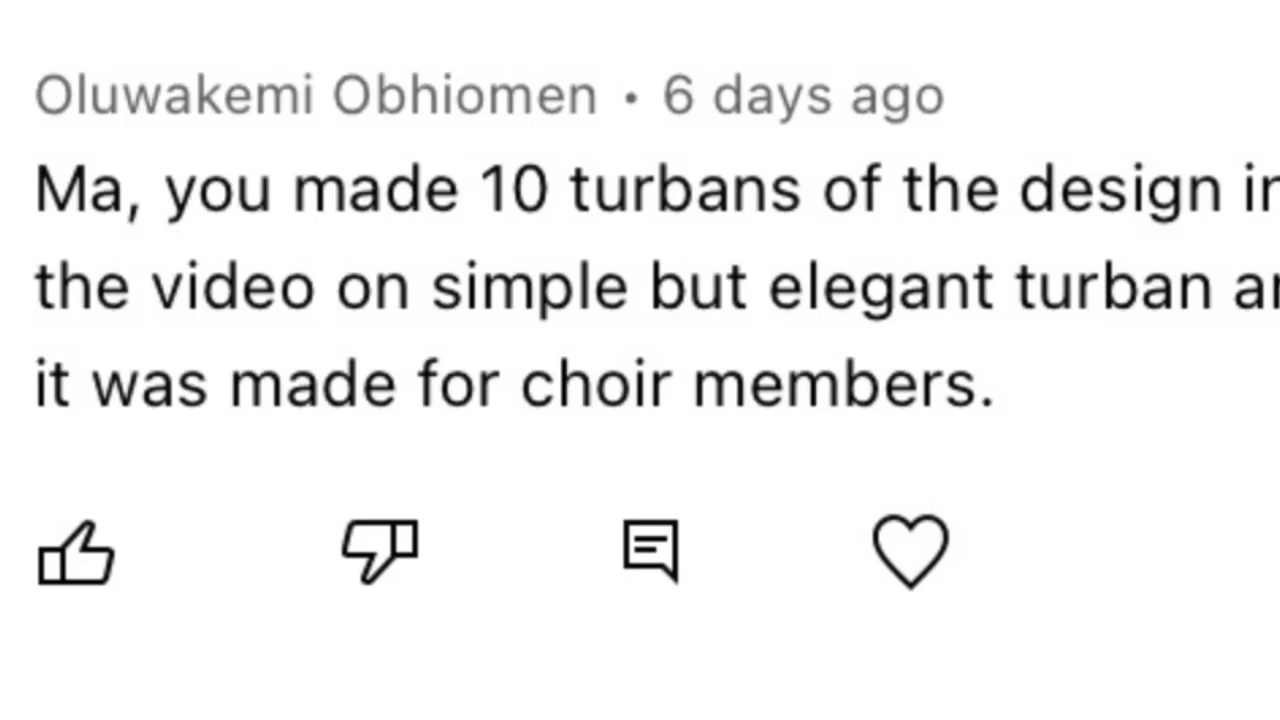 Oluwakemi Obhiomen • 6 days ago
Ma, you made 10 turbans of the design
the video on simple but elegant turban
it was made for choir members.